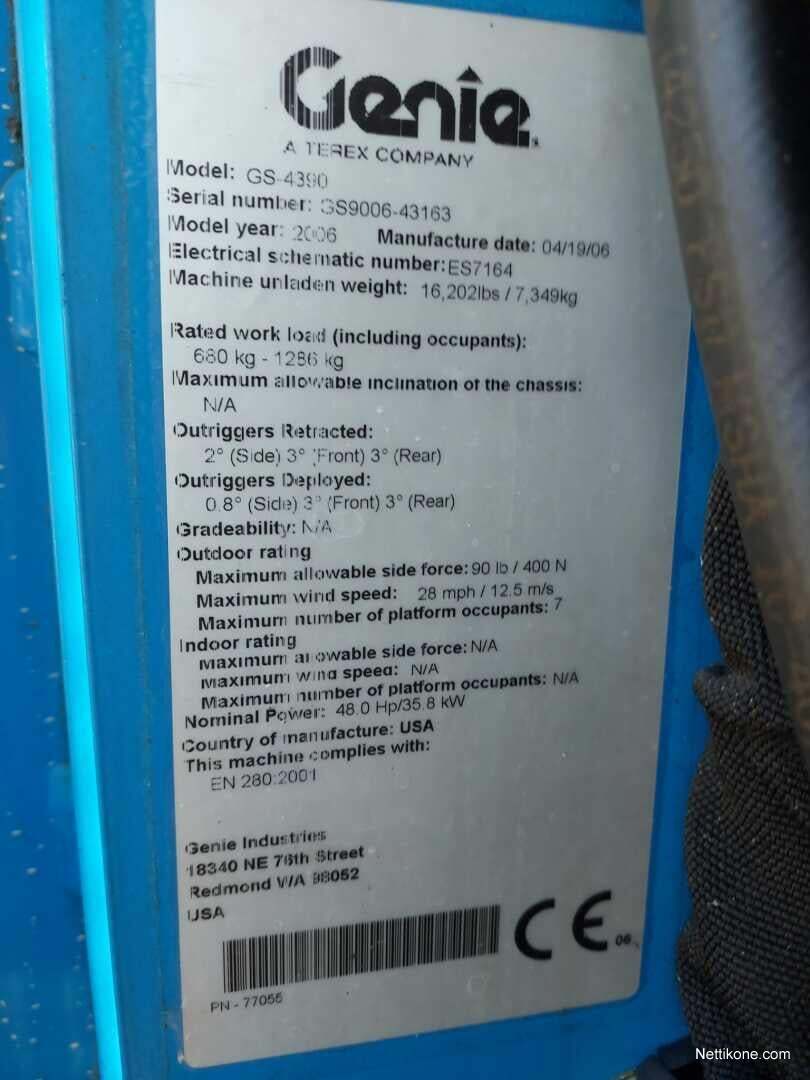 Genie
A TEREX COMPANY
Model: GS-4390
Serial number: GS9006-43163
Model year: 2006 Manufacture date: 04/19/06
Electrical schematic number: ES7164
Machine unladen weight: 16,202lbs / 7,349kg
Rated work load (including occupants):
680 kg - 1286 kg
Maximum allowable inclination of the chassis:
N/A
Outriggers Retracted:
2° (Side) 3° (Front) 3° (Rear)
Outriggers Deployed:
0.8° (Side) 3° (Front) 3° (Rear)
Gradeability: N/A
Outdoor rating
Maximum allowable side force: 90 lb / 400 N
Maximum wind speed: 28 mph / 12.5 m/s
Maximum number of platform occupants: 7
Indoor rating
Maximum allowable side force: N/A
Maximum wind speed: N/A
Maximum number of platform occupants: N/A
Nominal Power: 48.0 Hp/35.8 kW
Country of manufacture: USA
This machine complies with:
EN 280:2001
Genie Industries
18340 NE 76th Street
Redmond WA 98052
USA
CE 06
PN - 77055
Nettikone.com